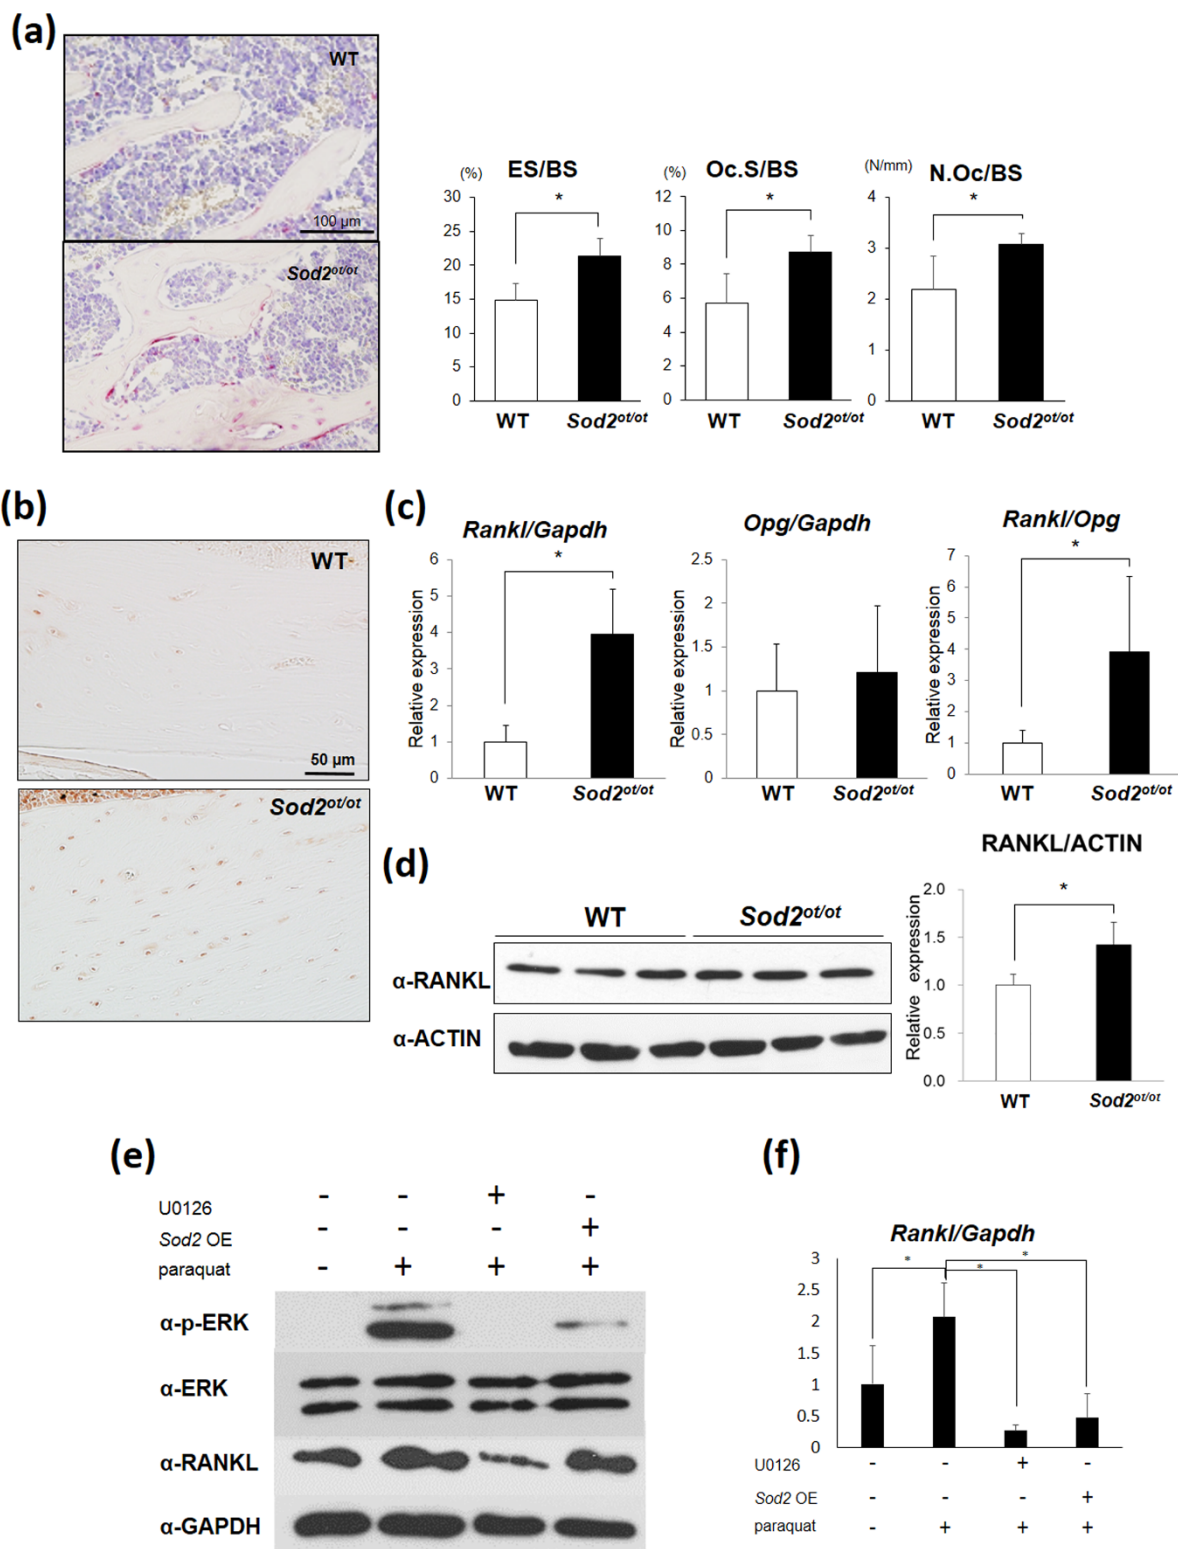 (a)
WT
100 µm
Sod2ot/ot
(%)
ES/BS
*
30
25
20
15
10
5
0
WT
Sod2ot/ot
(%)
Oc.S/BS
*
12
10
8
6
4
2
0
WT
Sod2ot/ot
(N/mm)
N.Oc/BS
*
4
3
2
1
0
WT
Sod2ot/ot
(b)
WT
50 µm
Sod2ot/ot
(c)
Rankl/Gapdh
*
Relative expression
6
5
4
3
2
1
0
WT
Sod2ot/ot
Opg/Gapdh
Relative expression
2.5
2
1.5
1
0.5
0
WT
Sod2ot/ot
Rankl/Opg
*
Relative expression
7
6
5
4
3
2
1
0
WT
Sod2ot/ot
(d)
WT
Sod2ot/ot
α-RANKL
α-ACTIN
RANKL/ACTIN
*
Relative expression
2.0
1.5
1.0
0.5
0.0
WT
Sod2ot/ot
(e)
U0126 - - + -
Sod2 OE - - - +
paraquat - + + +
α-p-ERK
α-ERK
α-RANKL
α-GAPDH
(f)
Rankl/Gapdh
* * *
3
2.5
2
1.5
1
0.5
0
U0126 - - + -
Sod2 OE - - - +
paraquat - + + +